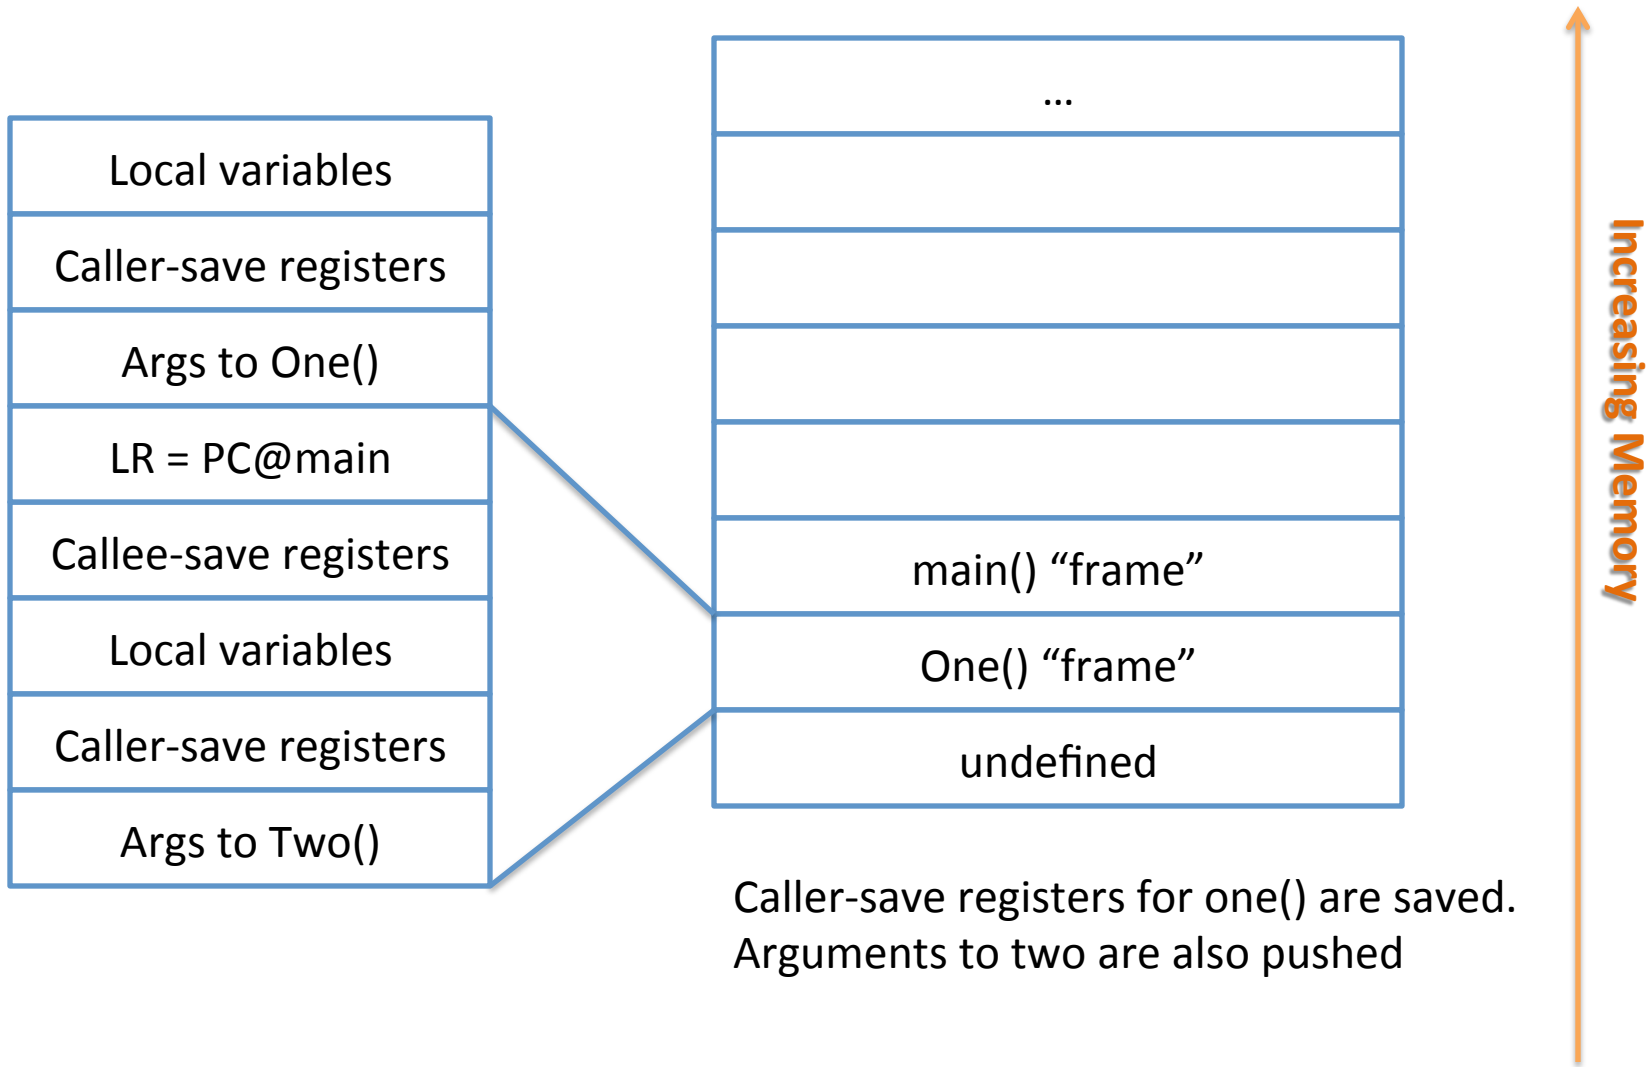 Local variables
Caller-save registers
Args to One()
LR = PC@main
Callee-save registers
Local variables
Caller-save registers
Args to Two()
...
main() “frame”
One() “frame”
undefined
Caller-save registers for one() are saved.
Arguments to two are also pushed
Increasing Memory